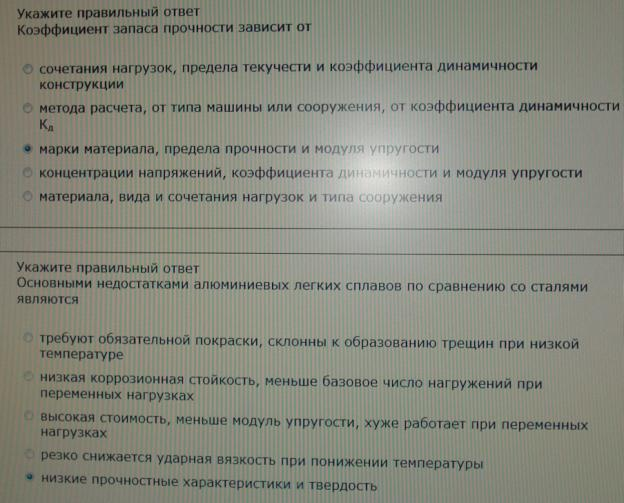 Укажите правильный ответ
Коэффициент запаса прочности зависит от
сочетания нагрузок, предела текучести и коэффициента динамичности
конструкции
метода расчета, от типа машины или сооружения, от коэффициента динамичности
Кд
марки материала, предела прочности и модуля упругости
концентрации напряжений, коэффициента динамичности и модуля упругости
материала, вида и сочетания нагрузок и типа сооружения
Укажите правильный ответ
Основными недостатками алюминиевых легких сплавов по сравнению со сталями
являются
требуют обязательной покраски, склонны к образованию трещин при низкой
температуре
низкая коррозионная стойкость, меньше базовое число нагружений при
переменных нагрузках
высокая стоимость, меньше модуль упругости, хуже работает при переменных
нагрузках
резко снижается ударная вязкость при понижении температуры
низкие прочностные характеристики и твердость